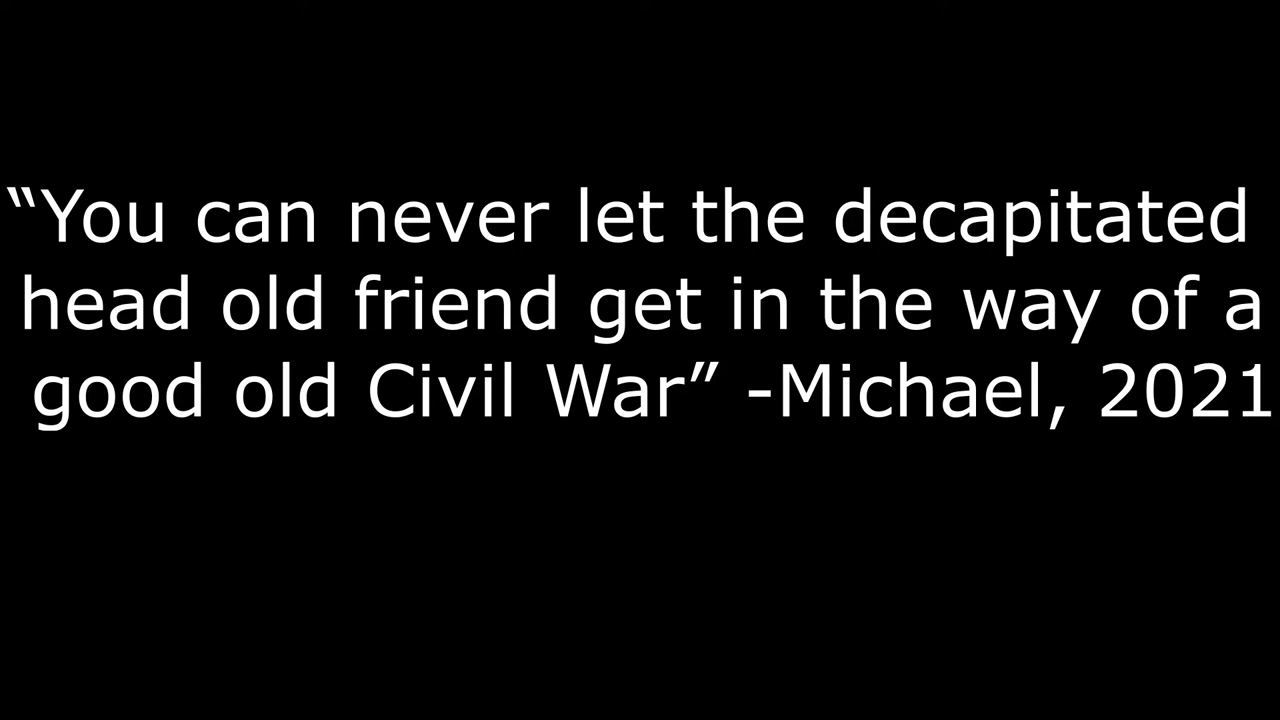 “You can never let the decapitated
head old friend get in the way of a
good old Civil War” -Michael, 2021